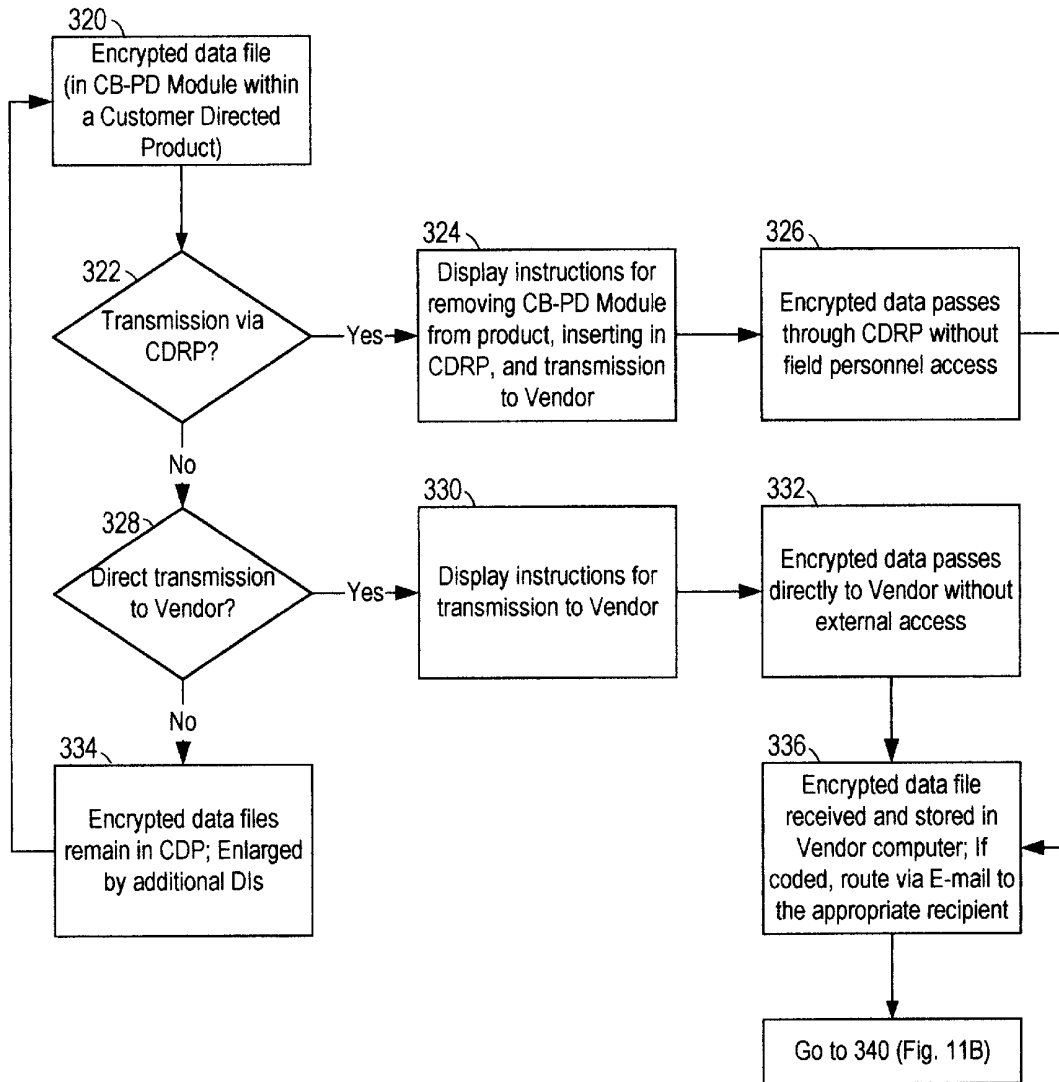 320
Encrypted data file
(in CB-PD Module within
a Customer Directed
Product)
322
Transmission via
CDRP?
Yes
324
Display instructions for
removing CB-PD Module
from product, inserting in
CDRP, and transmission
to Vendor
326
Encrypted data passes
through CDRP without
field personnel access
No
328
Direct transmission
to Vendor?
Yes
330
Display instructions for
transmission to Vendor
332
Encrypted data passes
directly to Vendor without
external access
No
334
Encrypted data files
remain in CDP; Enlarged
by additional DIs
336
Encrypted data file
received and stored in
Vendor computer; If
coded, route via E-mail to
the appropriate recipient
Go to 340 (Fig. 11B)